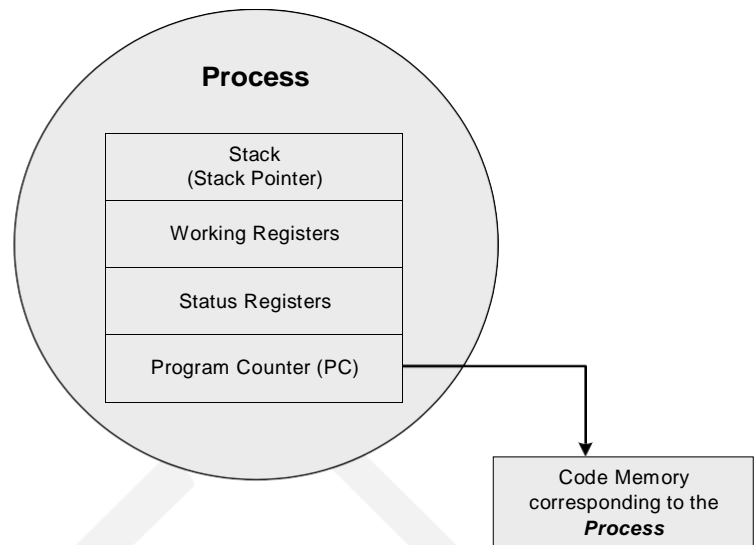 Process
Stack
(Stack Pointer)
Working Registers
Status Registers
Program Counter (PC)
Code Memory
corresponding to the
Process